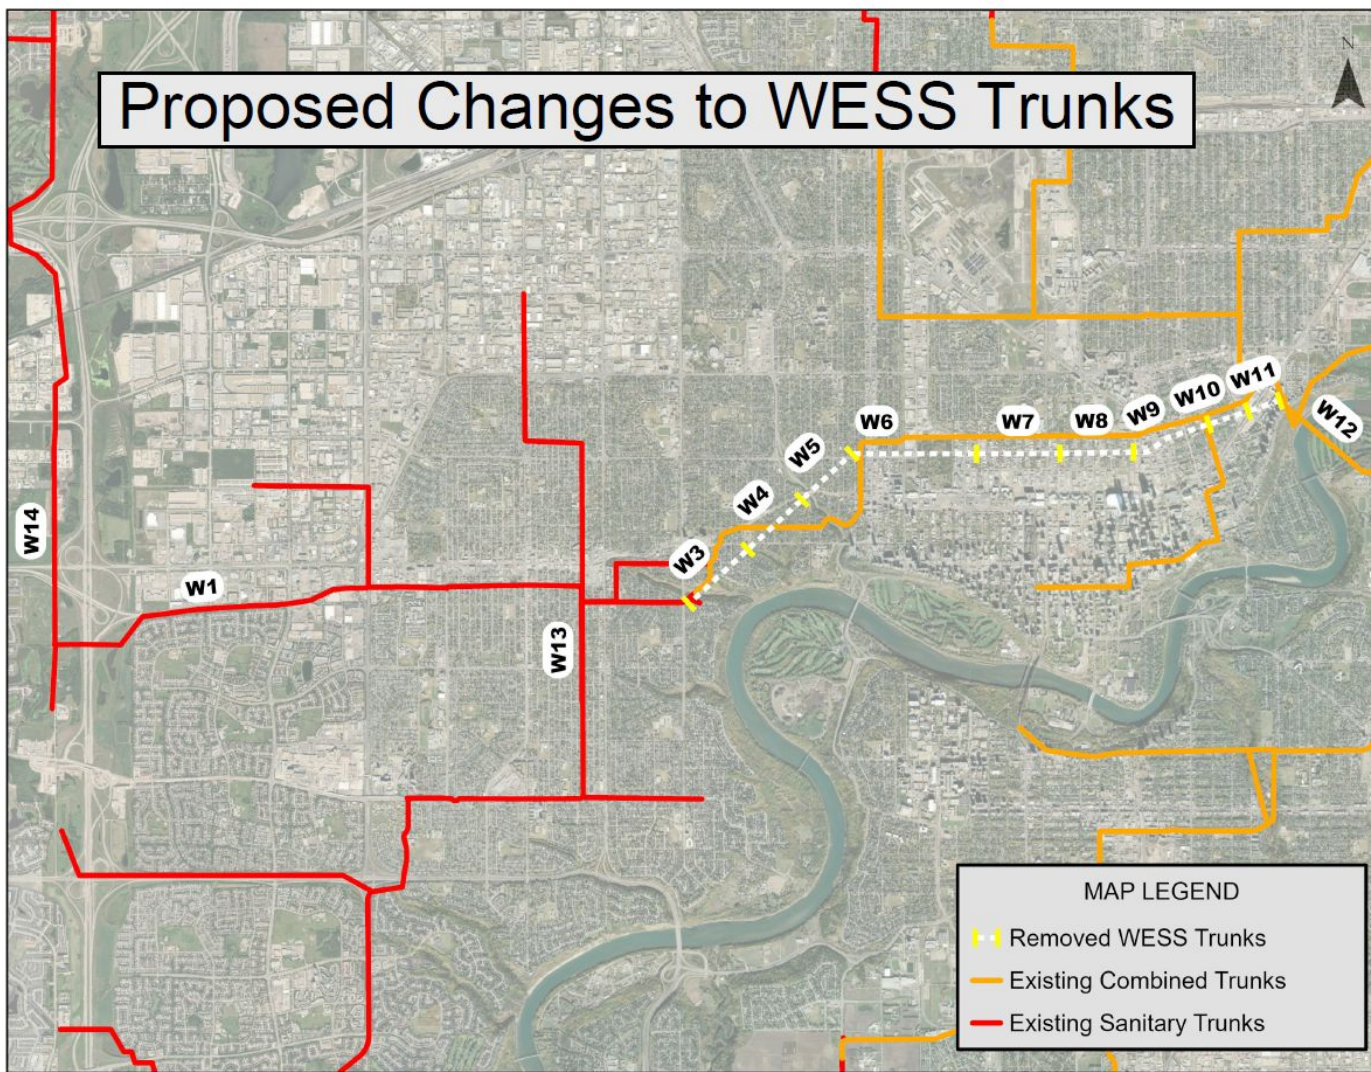 Proposed Changes to WESS Trunks
N
W11
W10
W12
W6
W7
W8
W9
W5
W4
W14
W3
W1
W13
MAP LEGEND
Removed WESS Trunks
Existing Combined Trunks
Existing Sanitary Trunks